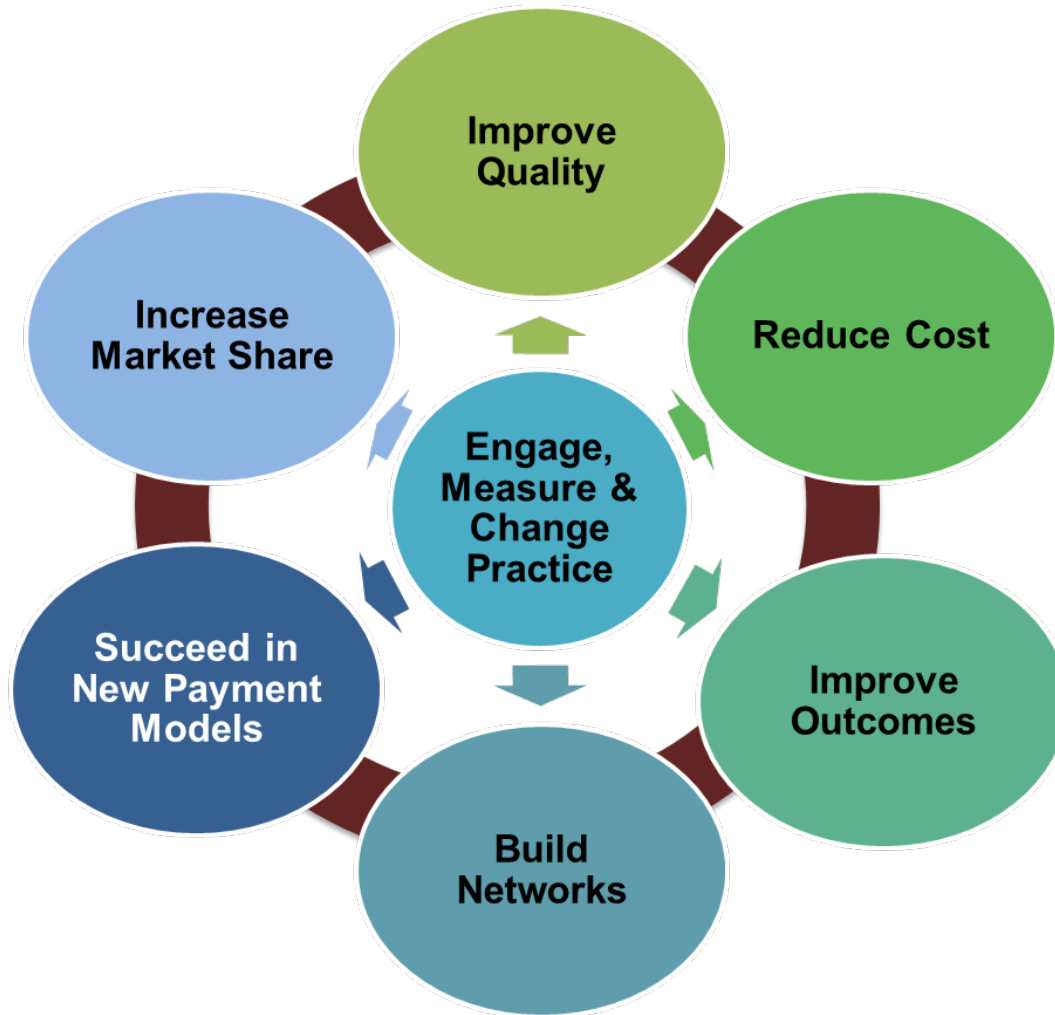 Improve
Quality
Reduce Cost
Improve
Outcomes
Build
Networks
Succeed in
New Payment
Models
Increase
Market Share
Engage,
Measure &
Change
Practice